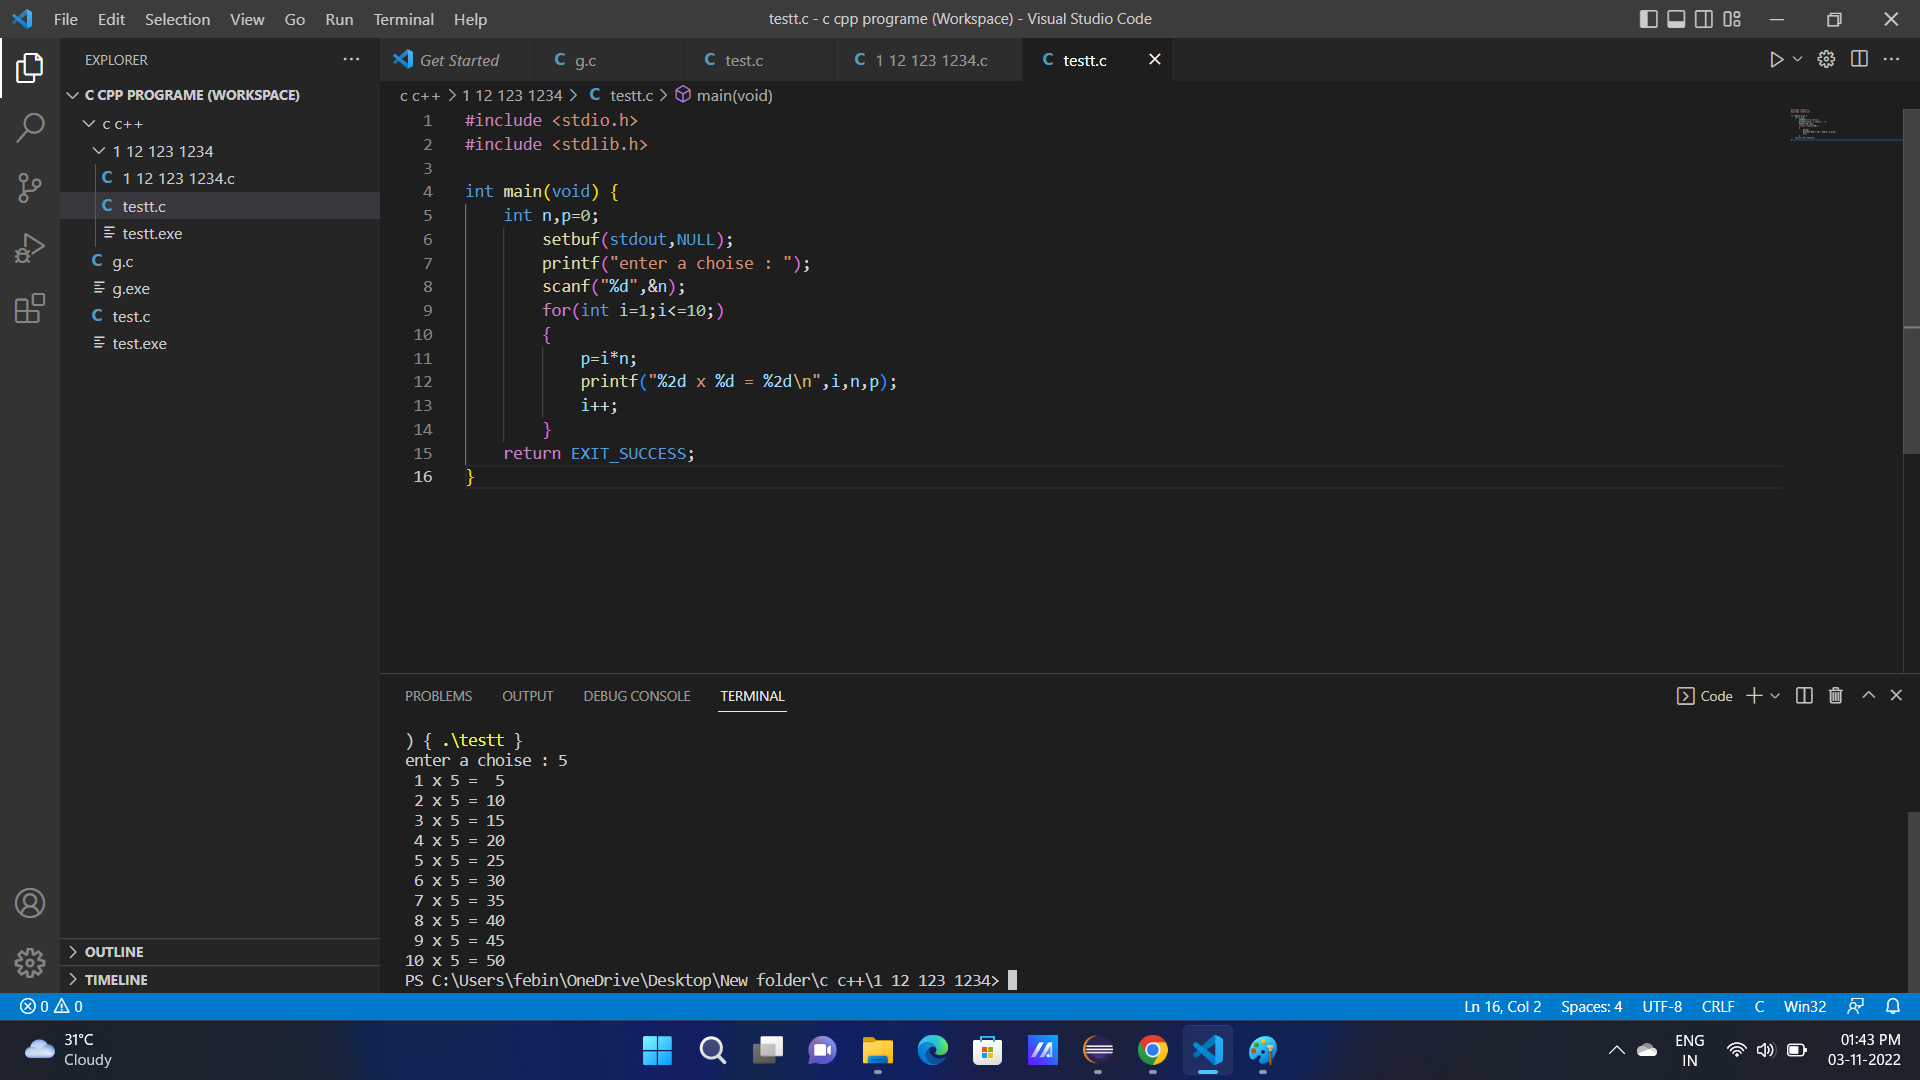 File Edit Selection View Go Run Terminal Help
testt.c - c cpp programe (Workspace) - Visual Studio Code
EXPLORER
C CPP PROGRAME (WORKSPACE)
c c++
1 12 123 1234
C 1 12 123 1234.c
C testt.c
testt.exe
C g.c
g.exe
C test.c
test.exe
OUTLINE
TIMELINE
Get Started
C g.c
C test.c
C 1 12 123 1234.c
C testt.c
c c++ > 1 12 123 1234 > C testt.c > main(void)
1 #include <stdio.h>
2 #include <stdlib.h>
3
4 int main(void) {
5 int n,p=0;
6 setbuf(stdout,NULL);
7 printf("enter a choise : ");
8 scanf("%d",&n);
9 for(int i=1;i<=10;)
10 {
11 p=i*n;
12 printf("%2d x %d = %2d\n",i,n,p);
13 i++;
14 }
15 return EXIT_SUCCESS;
16 }
PROBLEMS OUTPUT DEBUG CONSOLE TERMINAL
Code
) { .\testt }
enter a choise : 5
1 x 5 =  5
2 x 5 = 10
3 x 5 = 15
4 x 5 = 20
5 x 5 = 25
6 x 5 = 30
7 x 5 = 35
8 x 5 = 40
9 x 5 = 45
10 x 5 = 50
PS C:\Users\febin\OneDrive\Desktop\New folder\c c++\1 12 123 1234>
0 0
Ln 16, Col 2 Spaces: 4 UTF-8 CRLF C Win32
31°C
Cloudy
ENG
IN
01:43 PM
03-11-2022